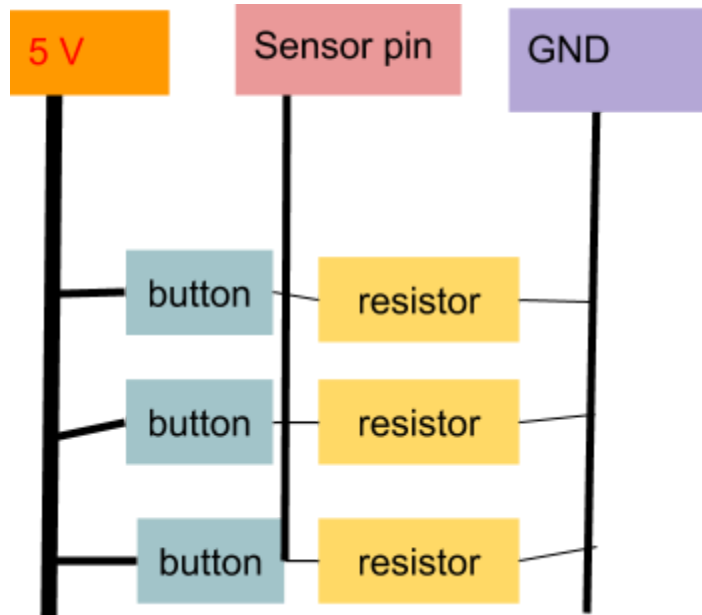 5 V
Sensor pin
GND
button
resistor
button
resistor
button
resistor